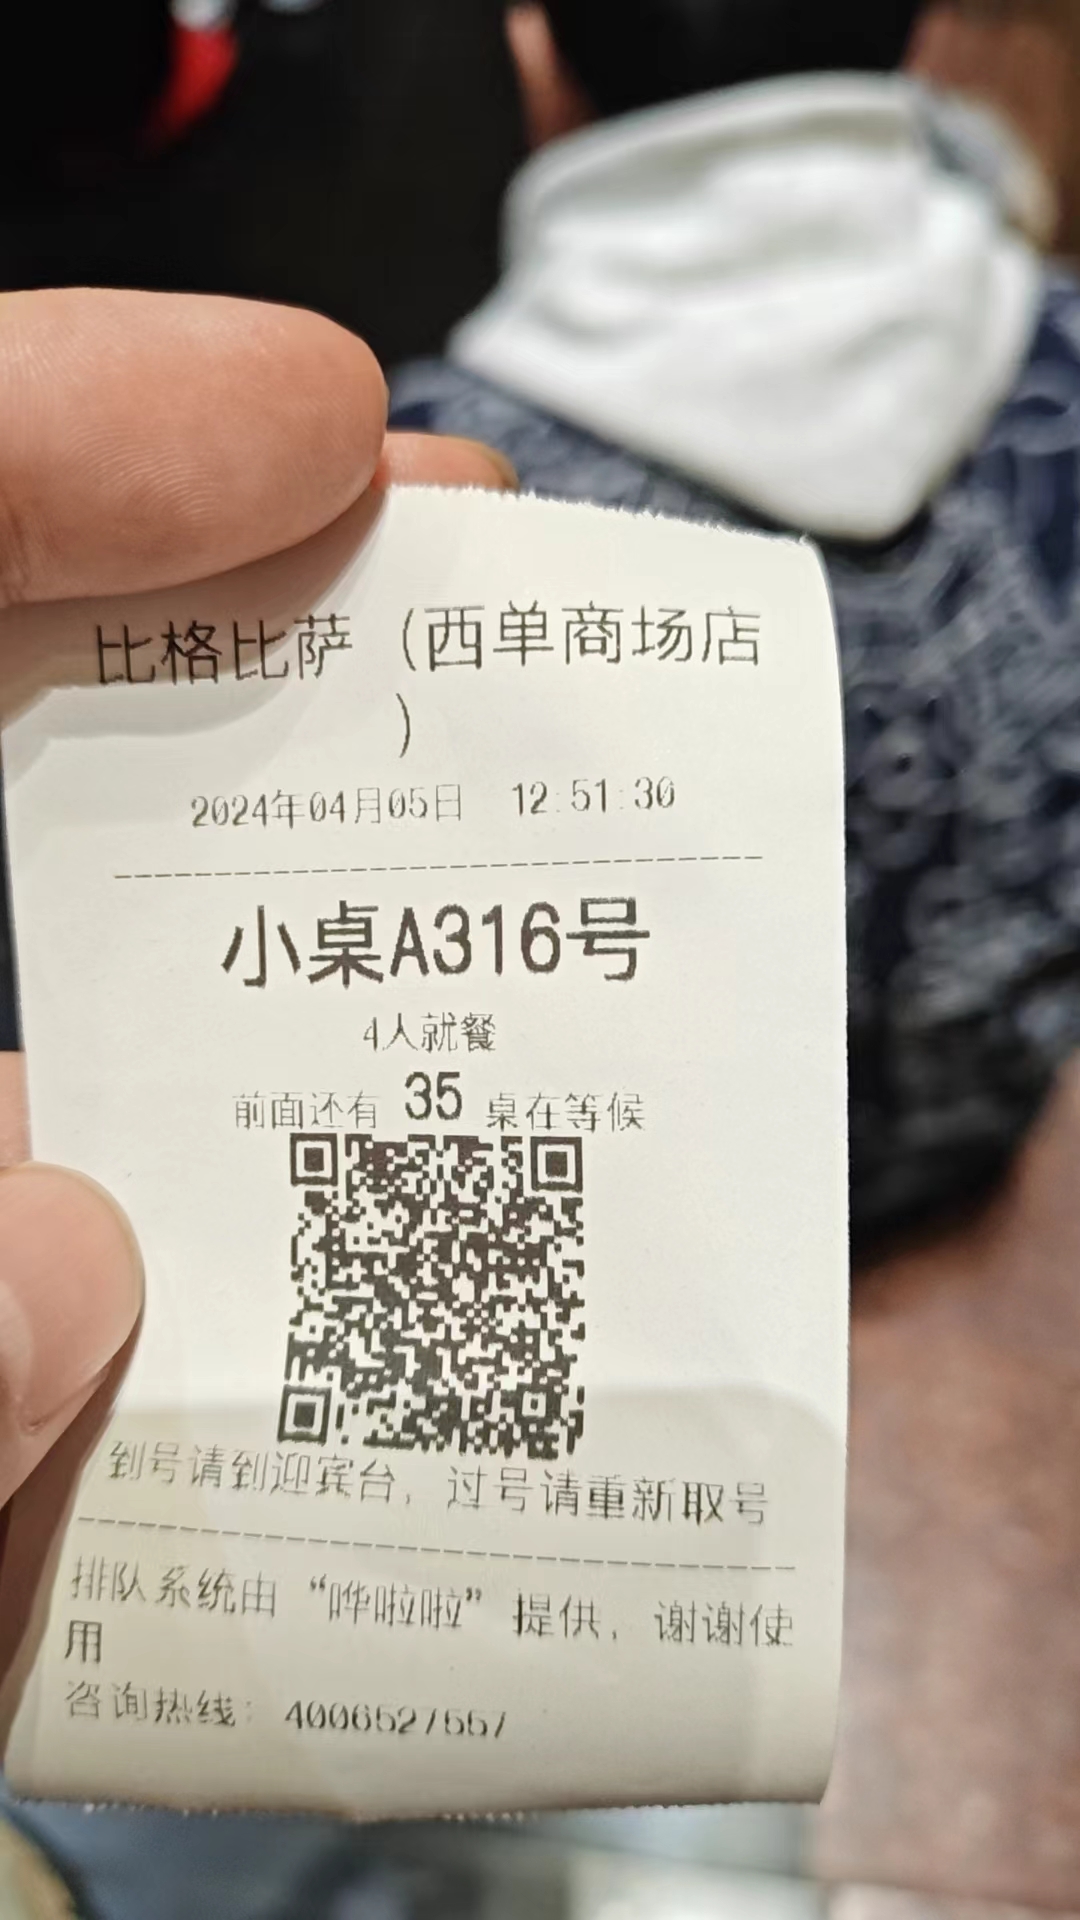 比格比萨（西单商场店
）
2024年04月05日 12:51:30
小桌A316号
4人就餐
前面还有 35 桌在等候
到号请到迎宾台，过号请重新取号
排队系统由“哗啦啦”提供，谢谢使
用
咨询热线：4006527557